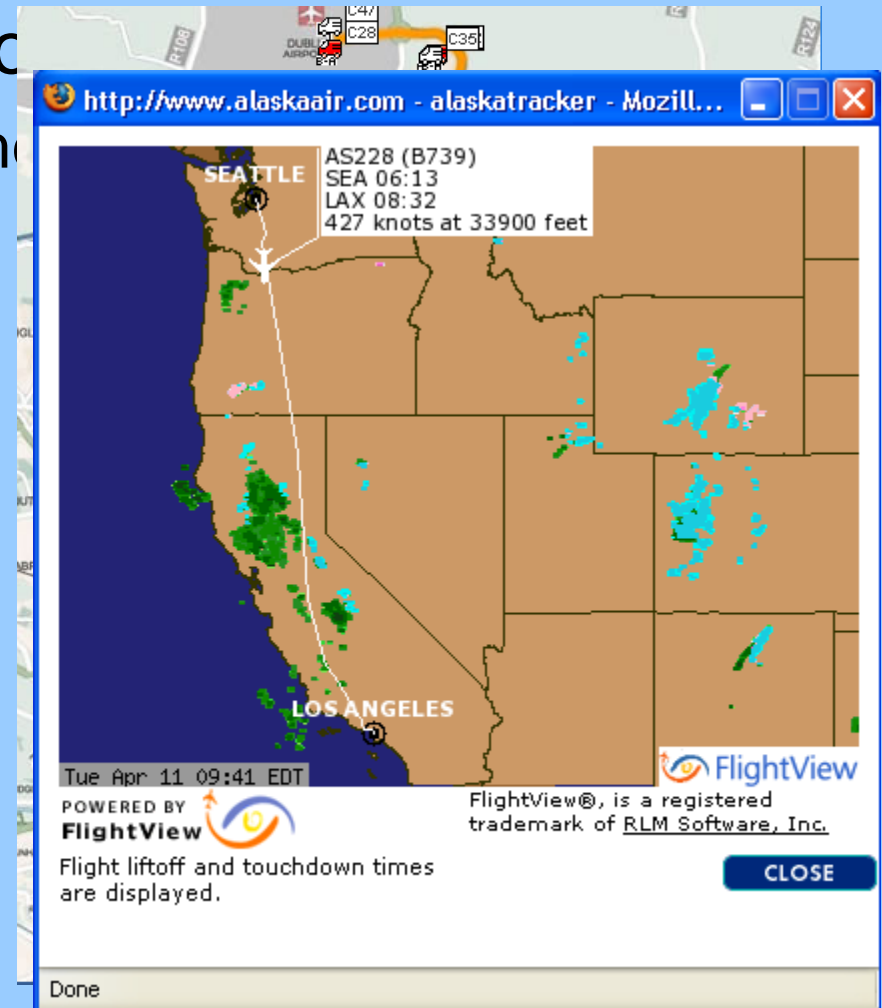 C47
C28
C35
R108
R124
http://www.alaskaair.com - alaskatracker - Mozill...
SEATTLE
AS228 (B739)
SEA 06:13
LAX 08:32
427 knots at 33900 feet
LOS ANGELES
Tue Apr 11 09:41 EDT
FlightView
POWERED BY
FlightView
FlightView®, is a registered
trademark of RLM Software, Inc.
Flight liftoff and touchdown times
are displayed.
CLOSE
Done